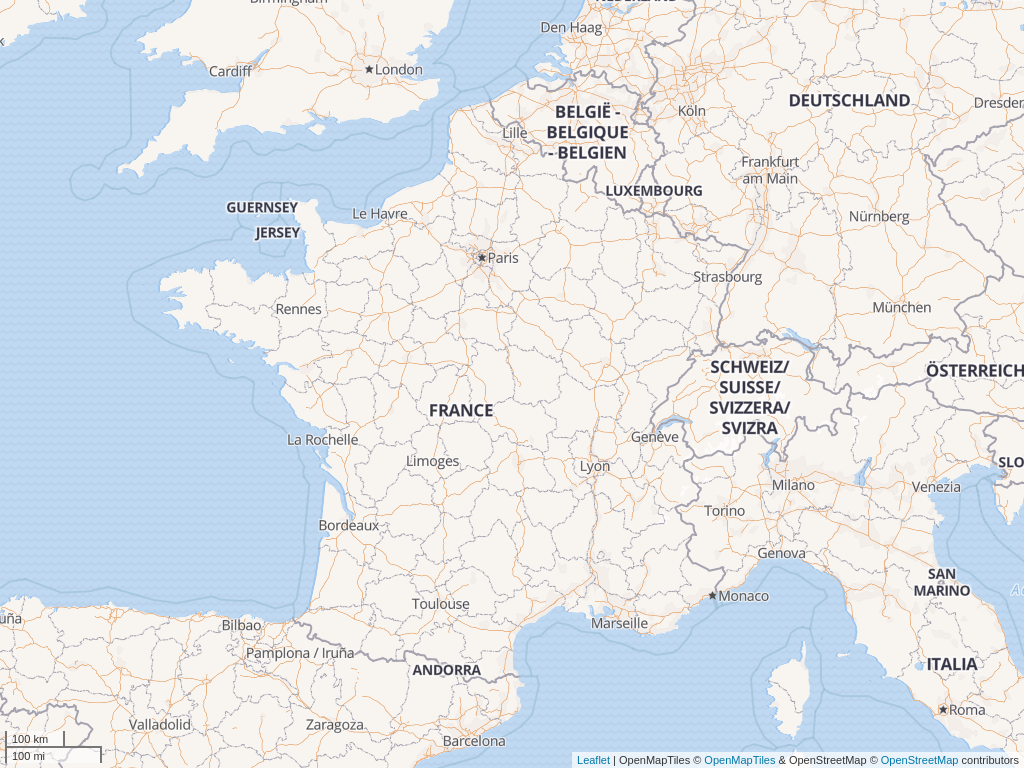 Birmingham
NEDERLAND
Den Haag
Cardiff
London
DEUTSCHLAND
Dresden
Köln
BELGIË -
BELGIQUE
- BELGIEN
Lille
Frankfurt
am Main
LUXEMBOURG
GUERNSEY
Le Havre
Nürnberg
JERSEY
Paris
Strasbourg
Rennes
München
SCHWEIZ/
SUISSE/
SVIZZERA/
SVIZRA
ÖSTERREICH
FRANCE
La Rochelle
Genève
Limoges
Lyon
SLO
Milano
Venezia
Torino
Bordeaux
Genova
SAN
MARINO
Toulouse
Monaco
uña
Bilbao
Marseille
Pamplona / Iruña
ANDORRA
ITALIA
Roma
Valladolid
Zaragoza
Barcelona
100 km
100 mi
Leaflet | OpenMapTiles © OpenMapTiles & OpenStreetMap © OpenStreetMap contributors